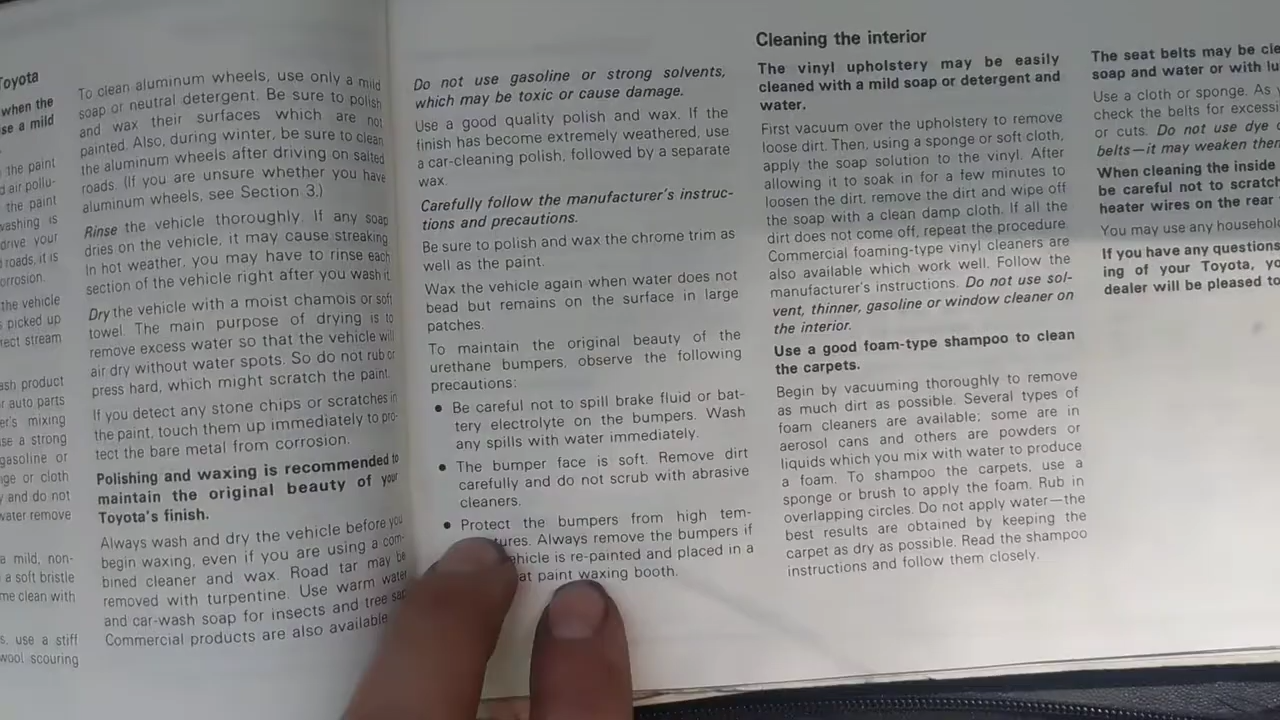 Toyota
when the
se a mild
the paint
d air pollu-
the paint
washing is
drive your
roads, it is
orrosion.
the vehicle
picked up
rect stream
ash product
r auto parts
er's mixing
se a strong
gasoline or
ge or cloth
y and do not
water remove
a mild, non-
a soft bristle
me clean with
s, use a stiff
wool scouring
To clean aluminum wheels, use only a mild
soap or neutral detergent. Be sure to polish
and wax their surfaces which are not
painted. Also, during winter, be sure to clean
the aluminum wheels after driving on salted
roads. (If you are unsure whether you have
aluminum wheels, see Section 3.)
Rinse the vehicle thoroughly. If any soap
dries on the vehicle, it may cause streaking.
In hot weather, you may have to rinse each
section of the vehicle right after you wash it.
Dry the vehicle with a moist chamois or soft
towel. The main purpose of drying is to
remove excess water so that the vehicle will
air dry without water spots. So do not rub or
press hard, which might scratch the paint.
If you detect any stone chips or scratches in
the paint, touch them up immediately to pro-
tect the bare metal from corrosion.
Polishing and waxing is recommended to
maintain the original beauty of your
Toyota's finish.
Always wash and dry the vehicle before you
begin waxing, even if you are using a com-
bined cleaner and wax. Road tar may be
removed with turpentine. Use warm water
and car-wash soap for insects and tree sap.
Commercial products are also available.
Do not use gasoline or strong solvents,
which may be toxic or cause damage.
Use a good quality polish and wax. If the
finish has become extremely weathered, use
a car-cleaning polish, followed by a separate
wax.
Carefully follow the manufacturer's instruc-
tions and precautions.
Be sure to polish and wax the chrome trim as
well as the paint.
Wax the vehicle again when water does not
bead but remains on the surface in large
patches.
To maintain the original beauty of the
urethane bumpers, observe the following
precautions:
● Be careful not to spill brake fluid or bat-
tery electrolyte on the bumpers. Wash
any spills with water immediately.
● The bumper face is soft. Remove dirt
carefully and do not scrub with abrasive
cleaners.
● Protect the bumpers from high tem-
tures. Always remove the bumpers if
ehicle is re-painted and placed in a
at paint waxing booth.
Cleaning the interior
The vinyl upholstery may be easily
cleaned with a mild soap or detergent and
water.
First vacuum over the upholstery to remove
loose dirt. Then, using a sponge or soft cloth,
apply the soap solution to the vinyl. After
allowing it to soak in for a few minutes to
loosen the dirt, remove the dirt and wipe off
the soap with a clean damp cloth. If all the
dirt does not come off, repeat the procedure.
Commercial foaming-type vinyl cleaners are
also available which work well. Follow the
manufacturer's instructions. Do not use sol-
vent, thinner, gasoline or window cleaner on
the interior.
Use a good foam-type shampoo to clean
the carpets.
Begin by vacuuming thoroughly to remove
as much dirt as possible. Several types of
foam cleaners are available; some are in
aerosol cans and others are powders or
liquids which you mix with water to produce
a foam. To shampoo the carpets, use a
sponge or brush to apply the foam. Rub in
overlapping circles. Do not apply water—the
best results are obtained by keeping the
carpet as dry as possible. Read the shampoo
instructions and follow them closely.
The seat belts may be cle
soap and water or with lu
Use a cloth or sponge. As y
check the belts for excessi
or cuts. Do not use dye o
belts—it may weaken them
When cleaning the inside
be careful not to scratch
heater wires on the rear
You may use any househol
If you have any questions
ing of your Toyota, yo
dealer will be pleased to